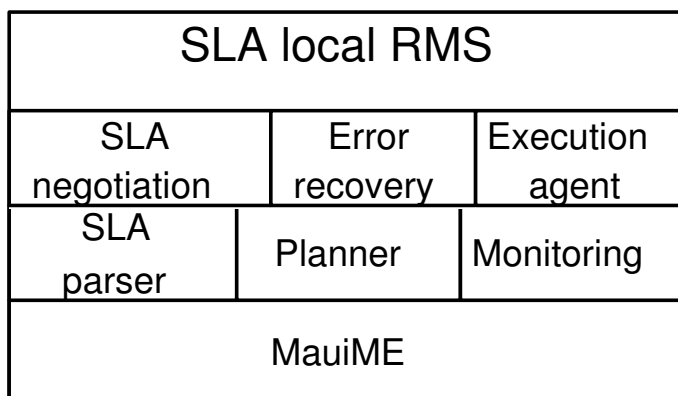 SLA local RMS
SLA negotiation
Error recovery
Execution agent
SLA parser
Planner
Monitoring
MauiME